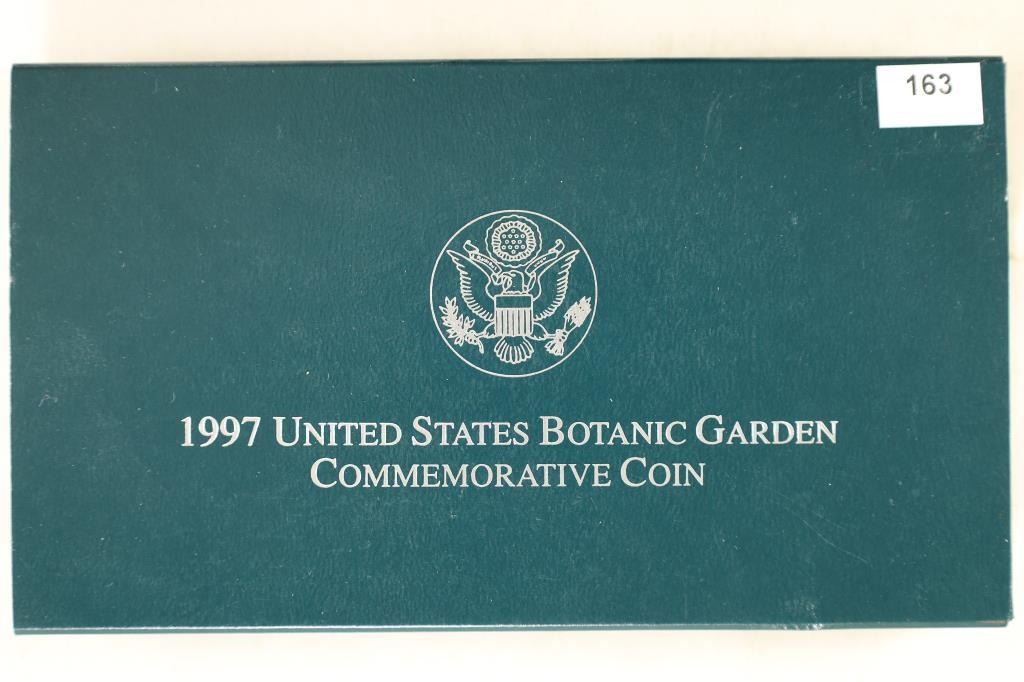 163
1997 UNITED STATES BOTANIC GARDEN
COMMEMORATIVE COIN